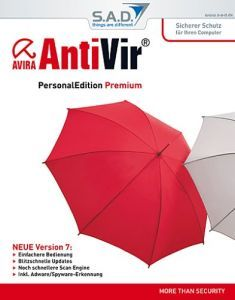 S.A.D.
things are different
Sicherer Schutz
für Ihren Computer
AVIRA
AntiVir®
PersonalEdition Premium
NEUE Version 7:
Einfachere Bedienung
Blitzschnelle Updates
Noch schnellere Scan Engine
Inkl. Adware/Spyware-Erkennung
MORE THAN SECURITY